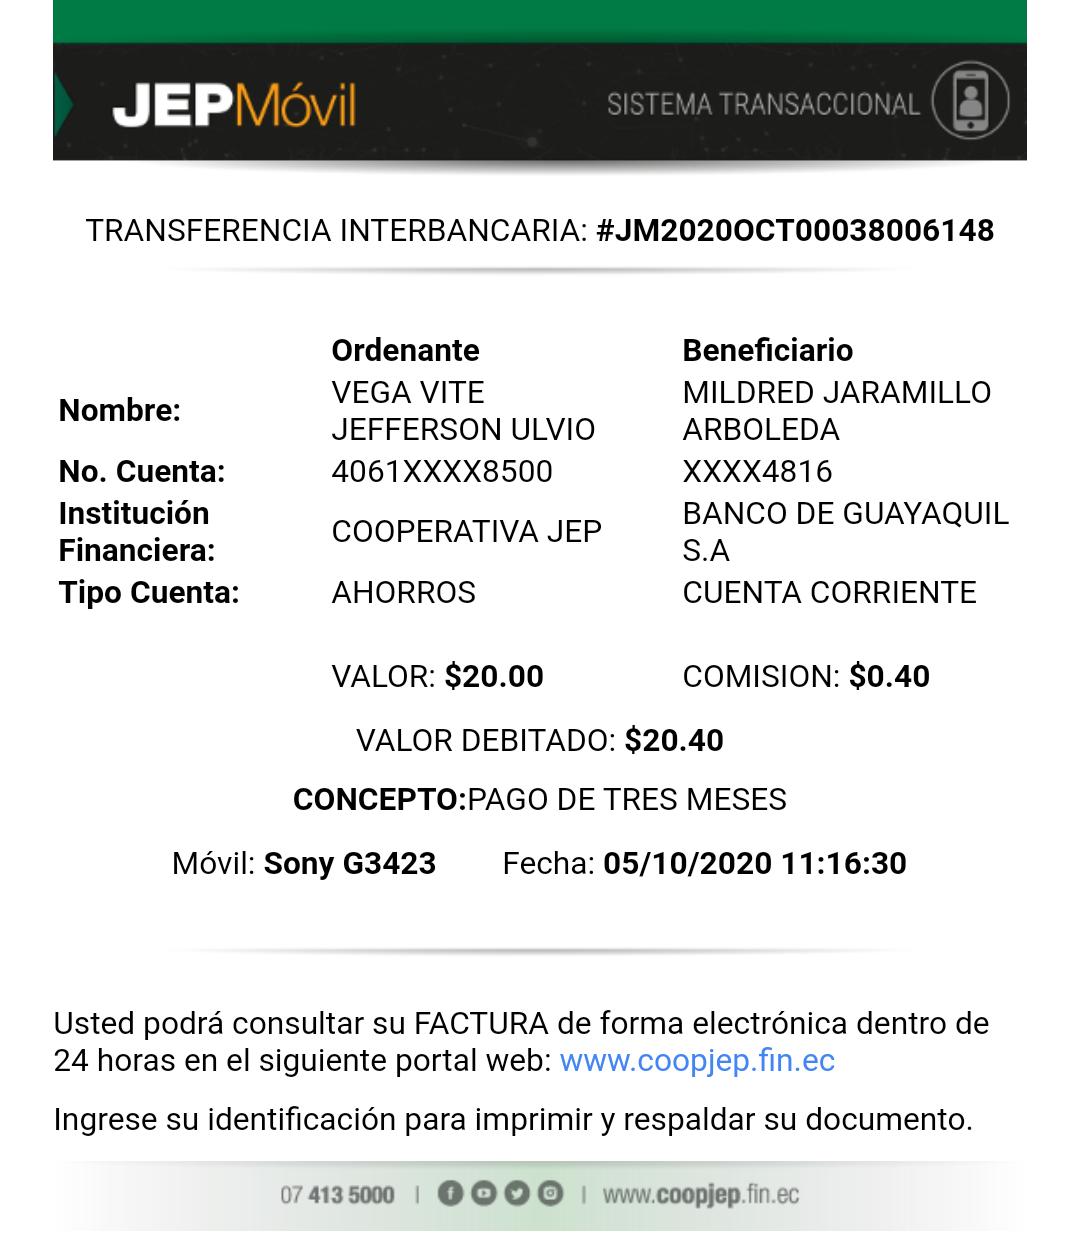 JEPMóvil SISTEMA TRANSACCIONAL
TRANSFERENCIA INTERBANCARIA: #JM2020OCT00038006148
Ordenante Beneficiario
Nombre: VEGA VITE JEFFERSON ULVIO MILDRED JARAMILLO ARBOLEDA
No. Cuenta: 4061XXXX8500 XXXX4816
Institución Financiera: COOPERATIVA JEP BANCO DE GUAYAQUIL S.A
Tipo Cuenta: AHORROS CUENTA CORRIENTE
VALOR: $20.00 COMISION: $0.40
VALOR DEBITADO: $20.40
CONCEPTO:PAGO DE TRES MESES
Móvil: Sony G3423 Fecha: 05/10/2020 11:16:30
Usted podrá consultar su FACTURA de forma electrónica dentro de
24 horas en el siguiente portal web: www.coopjep.fin.ec
Ingrese su identificación para imprimir y respaldar su documento.
07 413 5000 | | www.coopjep.fin.ec